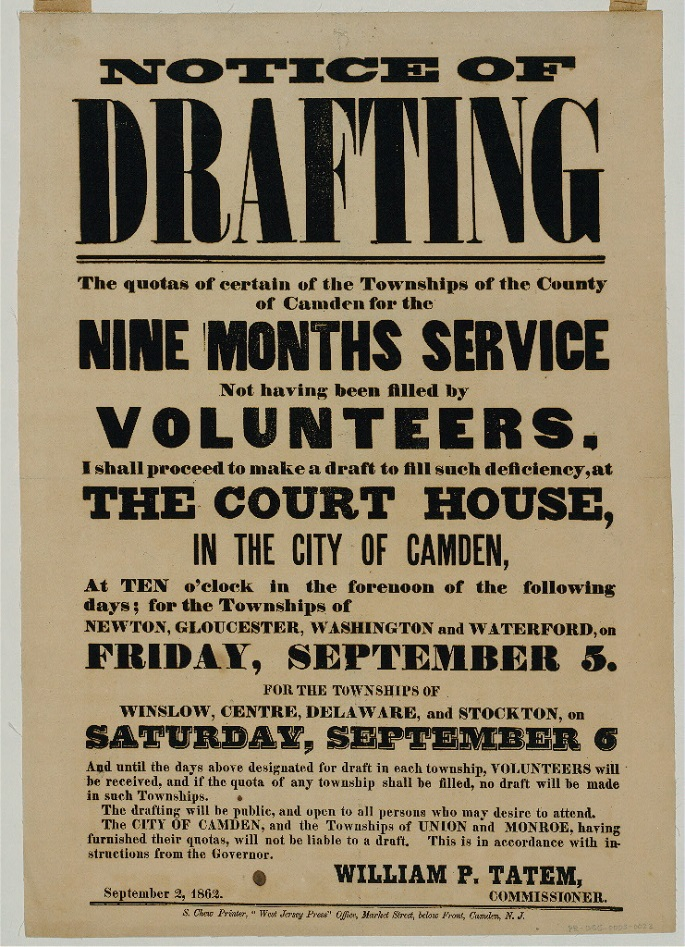 NOTICE OF
DRAFTING
The quotas of certain of the Townships of the County
of Camden for the
NINE MONTHS SERVICE
Not having been filled by
VOLUNTEERS.
I shall proceed to make a draft to fill such deficiency, at
THE COURT HOUSE,
IN THE CITY OF CAMDEN,
At TEN o'clock in the forenoon of the following
days; for the Townships of
NEWTON, GLOUCESTER, WASHINGTON and WATERFORD, on
FRIDAY, SEPTEMBER 5.
FOR THE TOWNSHIPS OF
WINSLOW, CENTRE, DELAWARE, and STOCKTON, on
SATURDAY, SEPTEMBER 6
And until the days above designated for draft in each township, VOLUNTEERS will
be received, and if the quota of any township shall be filled, no draft will be made
in such Townships.
The drafting will be public, and open to all persons who may desire to attend.
The CITY OF CAMDEN, and the Townships of UNION and MONROE, having
furnished their quotas, will not be liable to a draft. This is in accordance with in-
structions from the Governor.
WILLIAM P. TATEM,
September 2, 1862. COMMISSIONER.
S. Chew Printer, "West Jersey Press" Office, Market Street, below Front, Camden, N. J.